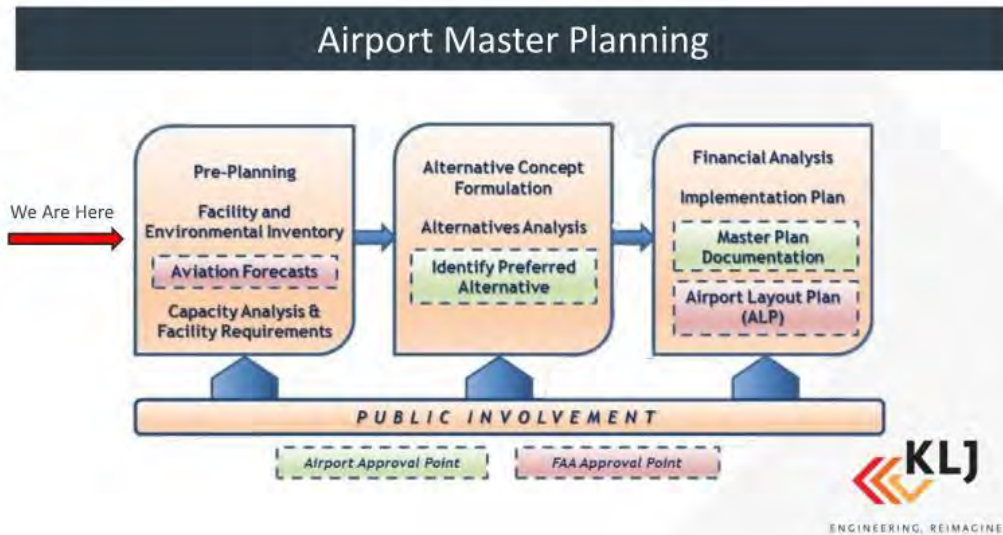 Airport Master Planning
We Are Here
Pre-Planning
Facility and
Environmental Inventory
Aviation Forecasts
Capacity Analysis &
Facility Requirements
Alternative Concept
Formulation
Alternatives Analysis
Identify Preferred
Alternative
Financial Analysis
Implementation Plan
Master Plan
Documentation
Airport Layout Plan
(ALP)
PUBLIC INVOLVEMENT
Airport Approval Point
FAA Approval Point
KLJ
ENGINEERING, REIMAGINE